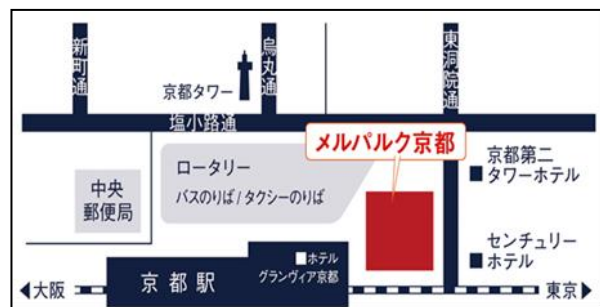 新町通
烏丸通
東洞院通
京都タワー
塩小路通
メルパルク京都
ロータリー
バスのりば / タクシーのりば
京都第二
タワーホテル
中央
郵便局
センチュリー
ホテル
ホテル
グランヴィア京都
京都駅
大阪
東京